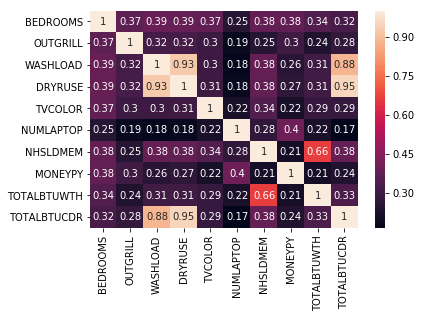 BEDROOMS 1 0.37 0.39 0.39 0.37 0.25 0.38 0.38 0.34 0.32
OUTGRILL 0.37 1 0.32 0.32 0.3 0.19 0.25 0.3 0.24 0.28
WASHLOAD 0.39 0.32 1 0.93 0.3 0.18 0.38 0.26 0.31 0.88
DRYRUSE 0.39 0.32 0.93 1 0.31 0.18 0.38 0.27 0.31 0.95
TVCOLOR 0.37 0.3 0.3 0.31 1 0.22 0.34 0.22 0.29 0.29
NUMLAPTOP 0.25 0.19 0.18 0.18 0.22 1 0.28 0.4 0.22 0.17
NHSLDMEM 0.38 0.25 0.38 0.38 0.34 0.28 1 0.21 0.66 0.38
MONEYPY 0.38 0.3 0.26 0.27 0.22 0.4 0.21 1 0.21 0.24
TOTALBTUWTH 0.34 0.24 0.31 0.31 0.29 0.22 0.66 0.21 1 0.33
TOTALBTUCDR 0.32 0.28 0.88 0.95 0.29 0.17 0.38 0.24 0.33 1
BEDROOMS
OUTGRILL
WASHLOAD
DRYRUSE
TVCOLOR
NUMLAPTOP
NHSLDMEM
MONEYPY
TOTALBTUWTH
TOTALBTUCDR
0.90
0.75
0.60
0.45
0.30